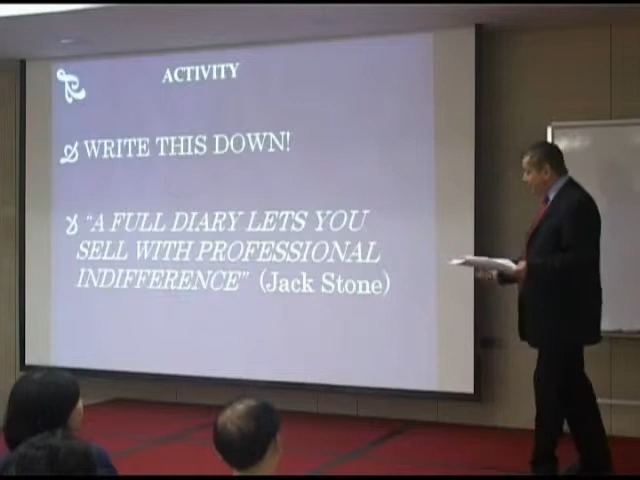 ACTIVITY
WRITE THIS DOWN!
"A FULL DIARY LETS YOU
SELL WITH PROFESSIONAL
INDIFFERENCE" (Jack Stone)